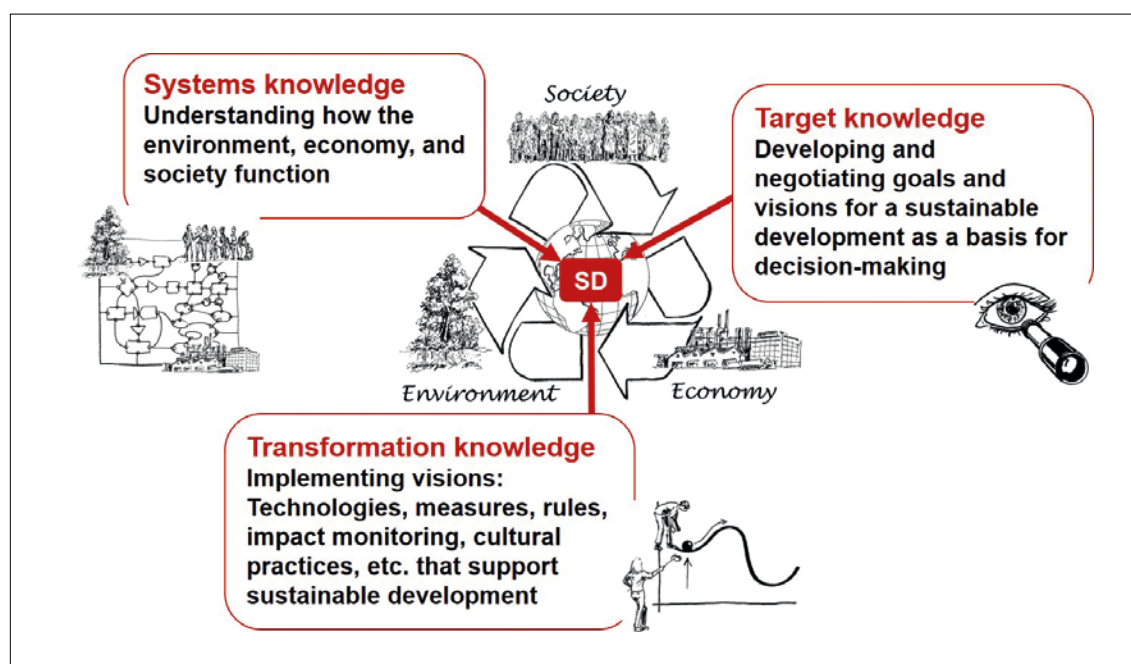 Systems knowledge
Understanding how the
environment, economy, and
society function
Society
Target knowledge
Developing and
negotiating goals and
visions for a sustainable
development as a basis for
decision-making
SD
Environment
Economy
Transformation knowledge
Implementing visions:
Technologies, measures, rules,
impact monitoring, cultural
practices, etc. that support
sustainable development